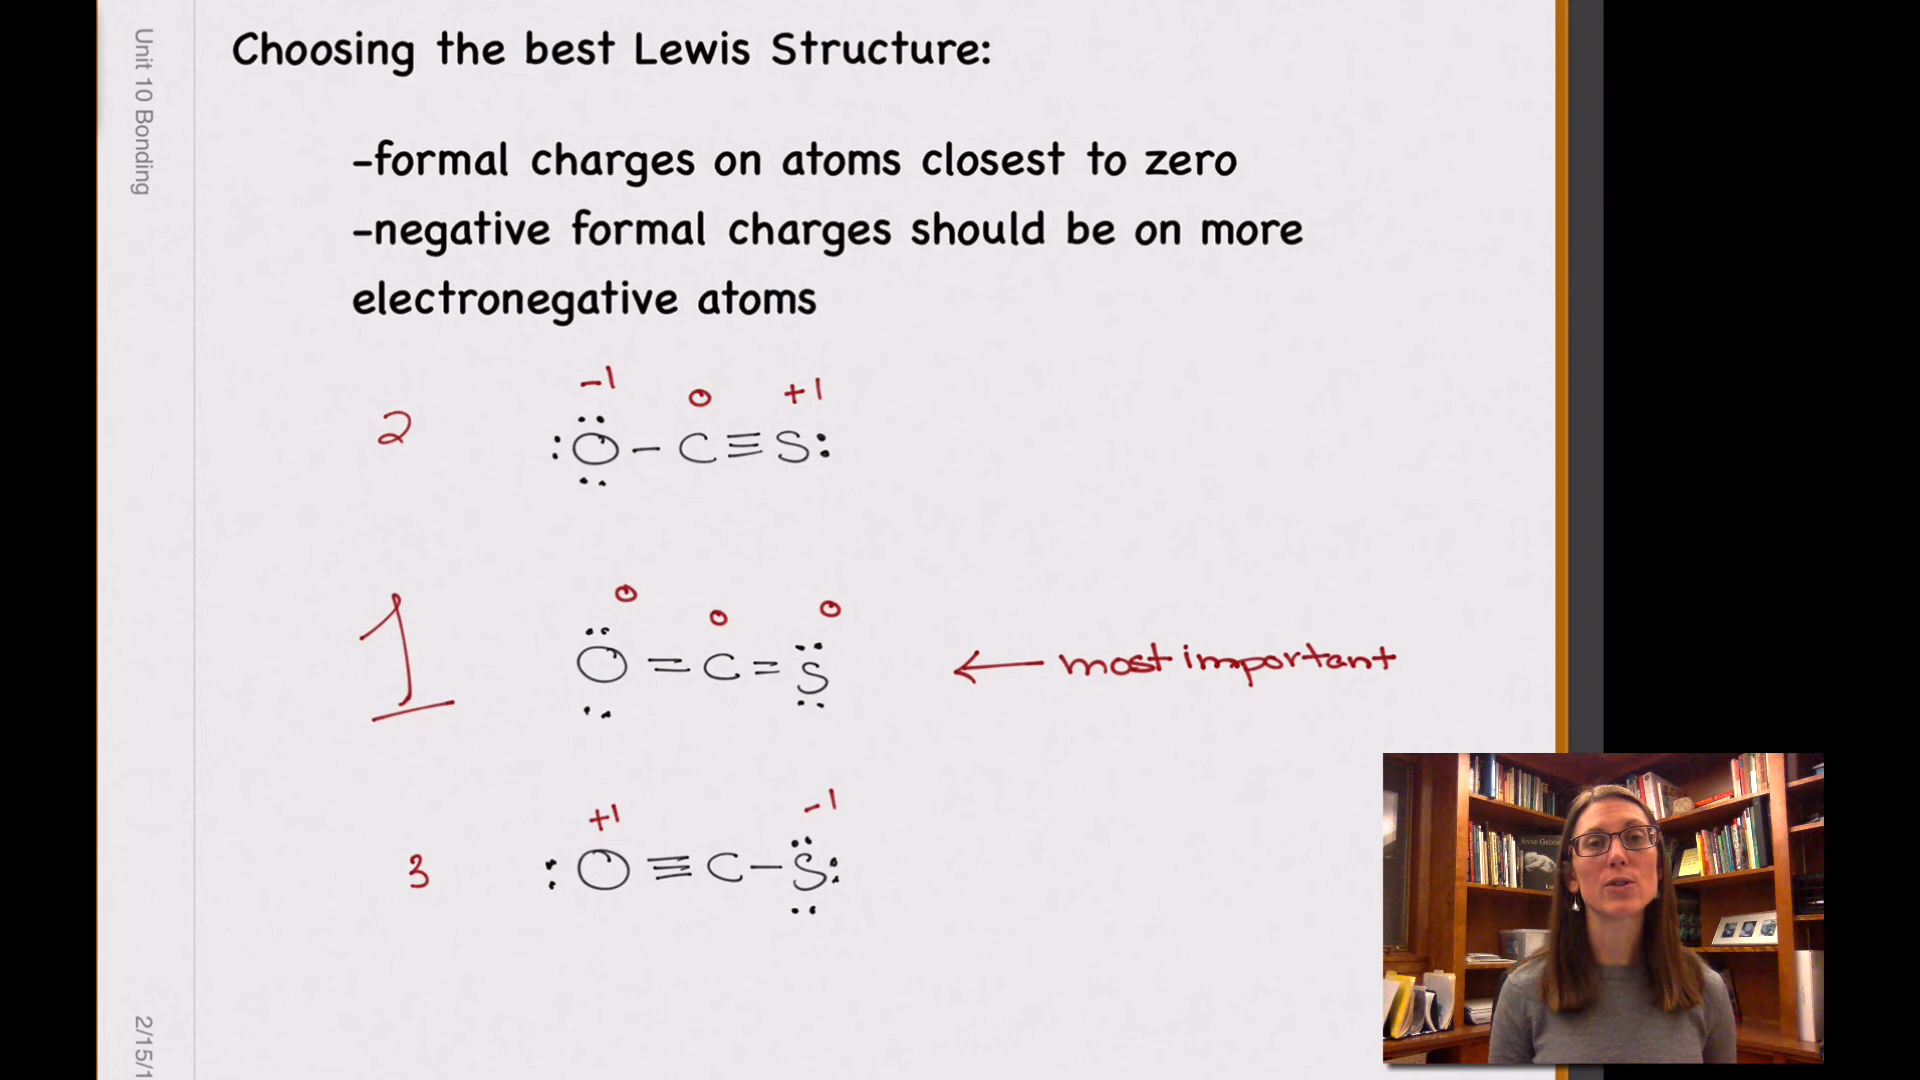 Choosing the best Lewis Structure:
-formal charges on atoms closest to zero
-negative formal charges should be on more
electronegative atoms
-1 0 +1
2 :O - C ≡ S:
0 0 0
1 O = C = S ← most important
+1 -1
3 :O ≡ C - S:
Unit 10 Bonding
2/15/1